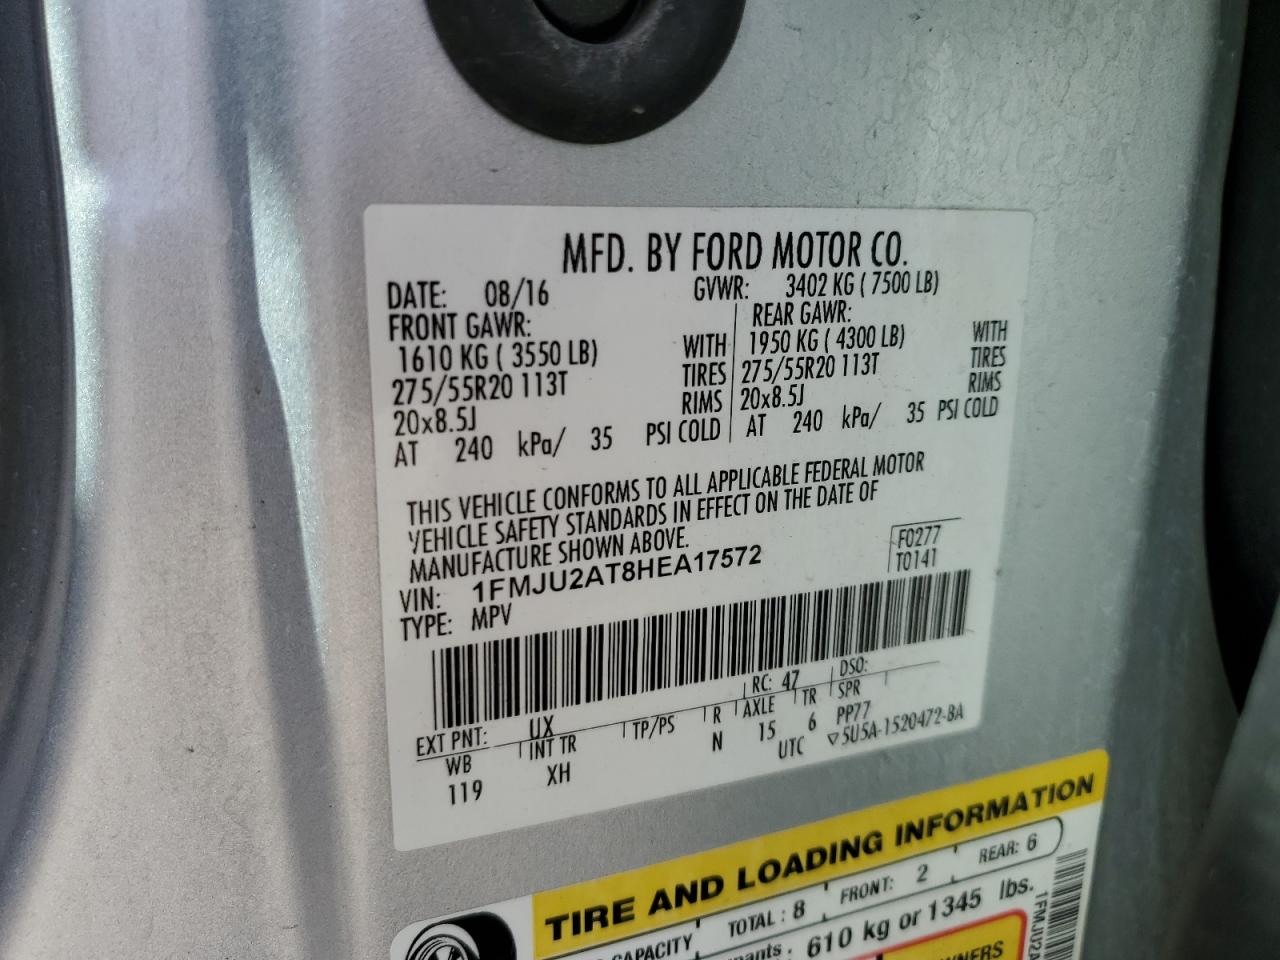 MFD. BY FORD MOTOR CO.
DATE: 08/16 GVWR: 3402 KG ( 7500 LB)
FRONT GAWR: REAR GAWR:
1610 KG ( 3550 LB) WITH 1950 KG ( 4300 LB) WITH
275/55R20 113T TIRES 275/55R20 113T TIRES
20x8.5J RIMS 20x8.5J RIMS
AT 240 kPa/ 35 PSI COLD AT 240 kPa/ 35 PSI COLD
THIS VEHICLE CONFORMS TO ALL APPLICABLE FEDERAL MOTOR
VEHICLE SAFETY STANDARDS IN EFFECT ON THE DATE OF
MANUFACTURE SHOWN ABOVE.
F0277
T0141
VIN: 1FMJU2AT8HEA17572
TYPE: MPV
EXT PNT: UX RC: 47 DSO:
WB INT TR TP/PS R AXLE TR SPR
119 XH N 15 6 PP77
UTC ▽5U5A-1520472-BA
TIRE AND LOADING INFORMATION
CAPACITY TOTAL : 8 FRONT: 2 REAR: 6
610 kg or 1345 lbs.
1FMJU2A